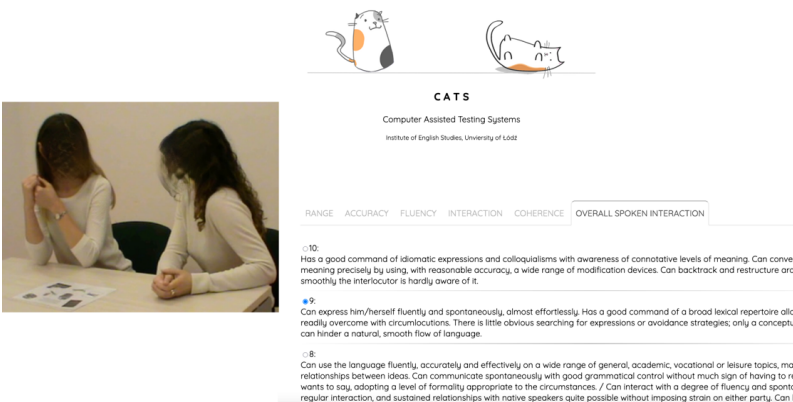 CATS
Computer Assisted Testing Systems
Institute of English Studies, Unviersity of Łódź
RANGE ACCURACY FLUENCY INTERACTION COHERENCE OVERALL SPOKEN INTERACTION
10:
Has a good command of idiomatic expressions and colloquialisms with awareness of connotative levels of meaning. Can
meaning precisely by using, with reasonable accuracy, a wide range of modification devices. Can backtrack and restructure
smoothly the interlocutor is hardly aware of it.
9:
Can express him/herself fluently and spontaneously, almost effortlessly. Has a good command of a broad lexical repertoire
readily overcome with circumlocutions. There is little obvious searching for expressions or avoidance strategies; only a
can hinder a natural, smooth flow of language.
8:
Can use the language fluently, accurately and effectively on a wide range of general, academic, vocational or leisure topics,
relationships between ideas. Can communicate spontaneously with good grammatical control without much sign of having to
wants to say, adopting a level of formality appropriate to the circumstances. / Can interact with a degree of fluency and
regular interaction, and sustained relationships with native speakers quite possible without imposing strain on either party. Can